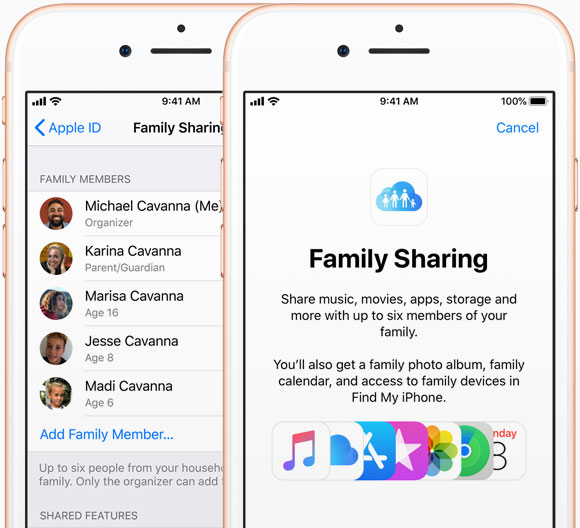 9:41 AM
Apple ID
Family Sharing
FAMILY MEMBERS
Michael Cavanna (Me)
Organizer
Karina Cavanna
Parent/Guardian
Marisa Cavanna
Age 16
Jesse Cavanna
Age 8
Madi Cavanna
Age 6
Add Family Member...
Up to six people from your househo
family. Only the organizer can add
SHARED FEATURES
9:41 AM
100%
Cancel
Family Sharing
Share music, movies, apps, storage and
more with up to six members of your
family.
You'll also get a family photo album, family
calendar, and access to family devices in
Find My iPhone.
nday